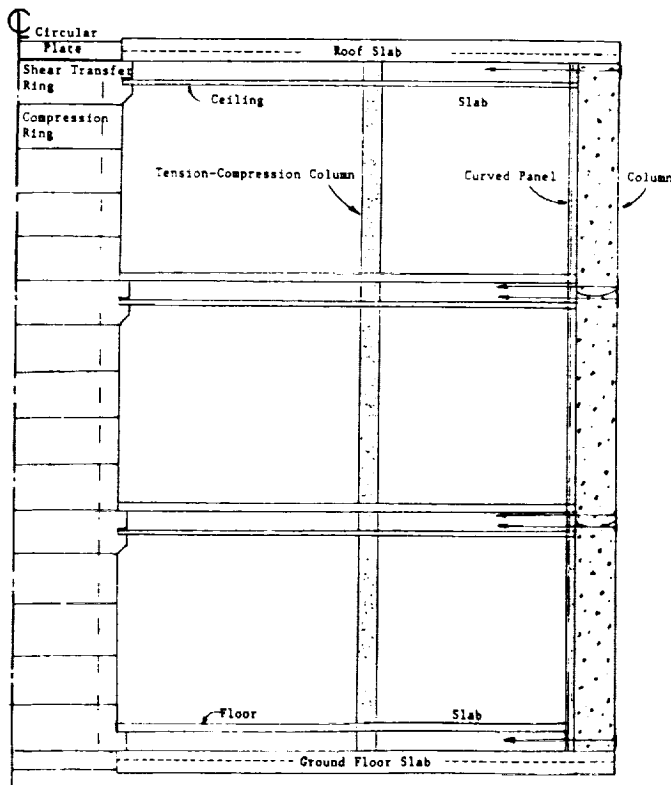 ℄ Circular
Plate
Roof Slab
Shear Transfer
Ring
Ceiling
Slab
Compression
Ring
Tension-Compression Column
Curved Panel
Column
Floor
Slab
Ground Floor Slab